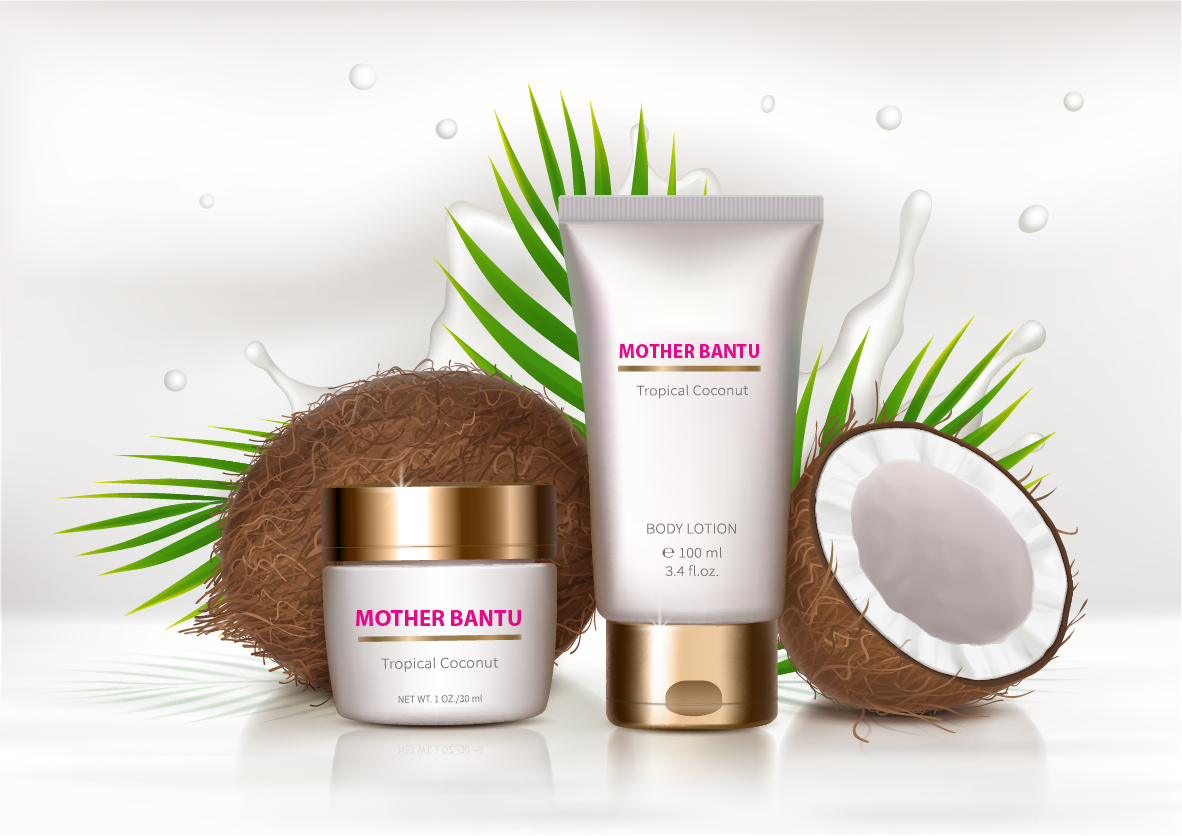 MOTHER BANTU
Tropical Coconut
BODY LOTION
℮ 100 ml
3.4 fl.oz.
MOTHER BANTU
Tropical Coconut
NET WT. 1 OZ./30 ml